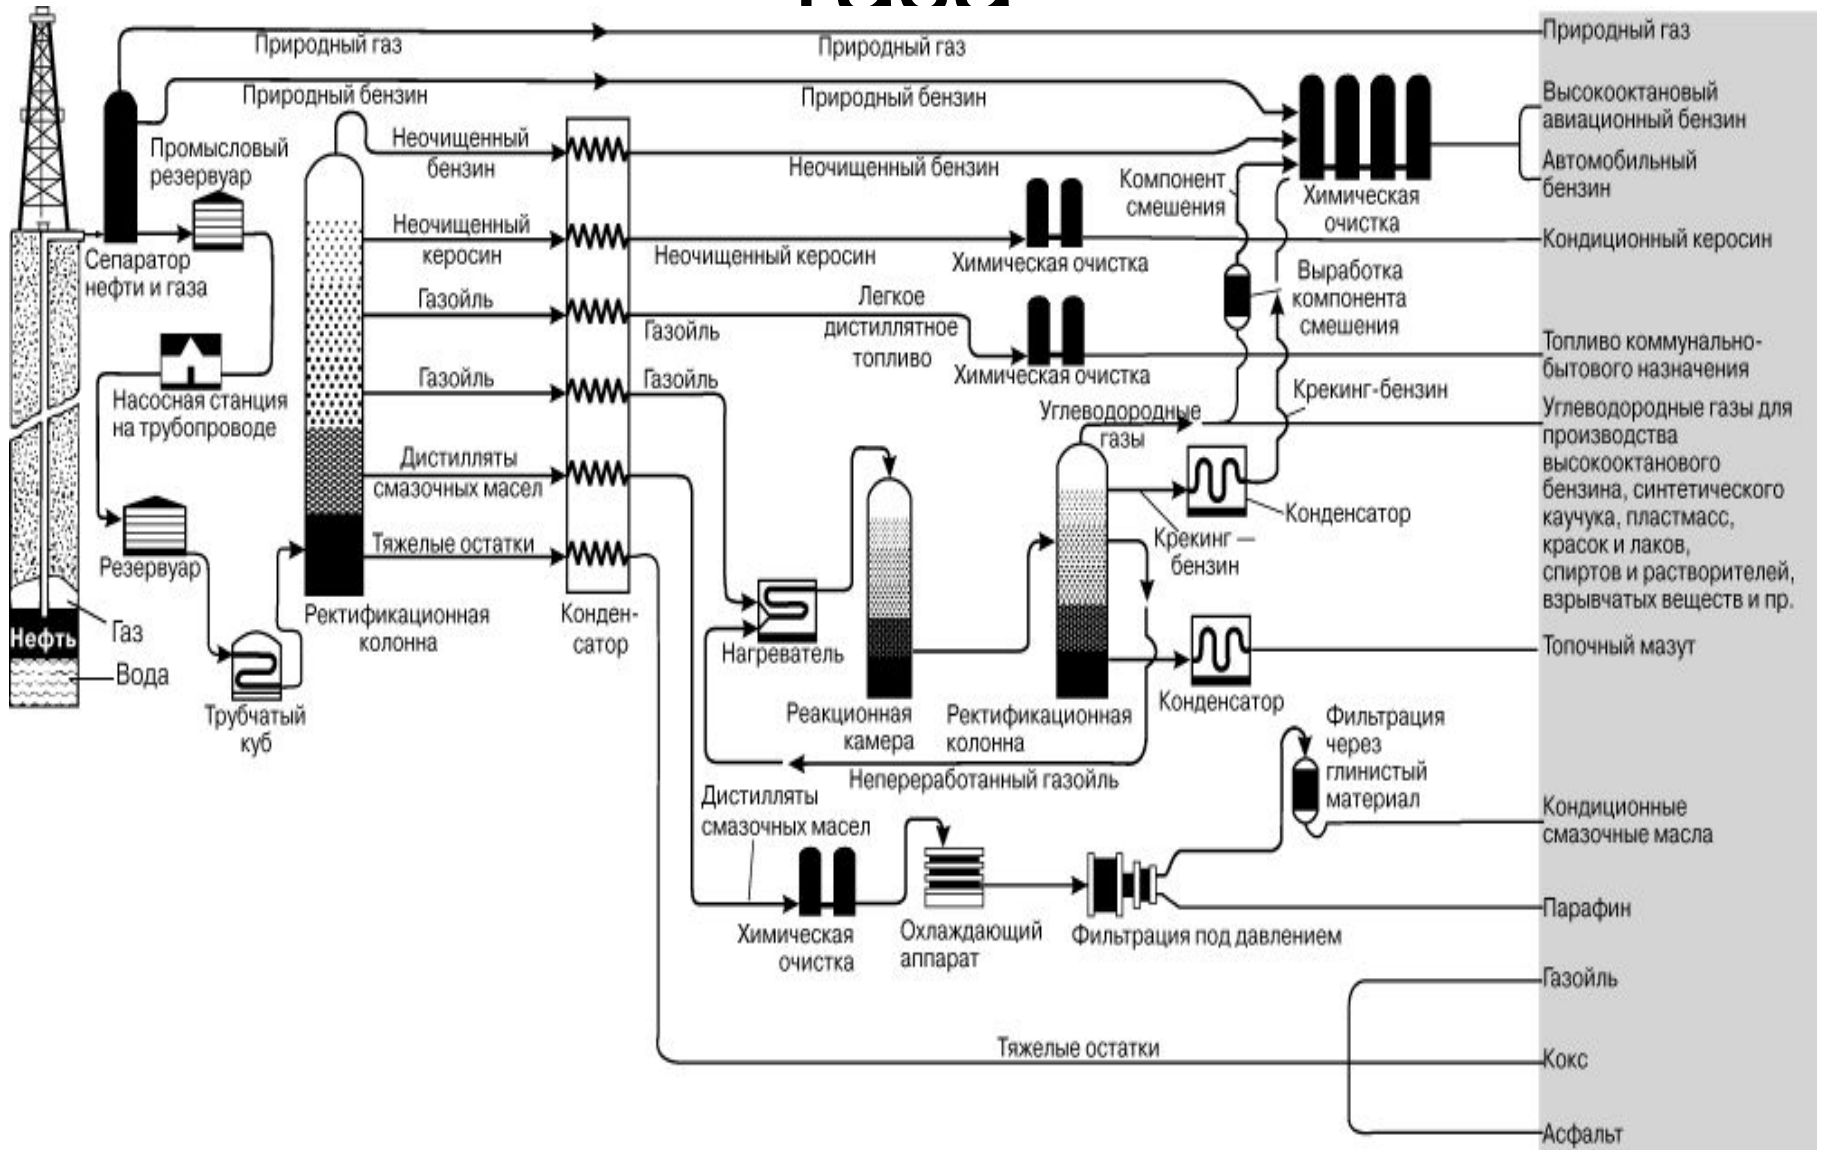 Природный газ
Природный газ
Природный газ
Природный бензин
Природный бензин
Высокооктановый
авиационный бензин
Автомобильный
бензин
Промысловый
резервуар
Неочищенный
бензин
Неочищенный бензин
Компонент
смешения
Химическая
очистка
Неочищенный
керосин
Неочищенный керосин
Химическая очистка
Кондиционный керосин
Сепаратор
нефти и газа
Выработка
компонента
смешения
Газойль
Газойль
Легкое
дистиллятное
топливо
Химическая очистка
Топливо коммунально-
бытового назначения
Насосная станция
на трубопроводе
Газойль
Газойль
Углеводородные
газы
Крекинг-бензин
Углеводородные газы для
производства
высокооктанового
бензина, синтетического
каучука, пластмасс,
красок и лаков,
спиртов и растворителей,
взрывчатых веществ и пр.
Дистилляты
смазочных масел
Конденсатор
Крекинг —
бензин
Тяжелые остатки
Резервуар
Ректификационная
колонна
Конден-
сатор
Нагреватель
Газ
Нефть
Вода
Топочный мазут
Конденсатор
Трубчатый
куб
Реакционная
камера
Ректификационная
колонна
Непереработанный газойль
Фильтрация
через
глинистый
материал
Дистилляты
смазочных масел
Кондиционные
смазочные масла
Химическая
очистка
Охлаждающий
аппарат
Фильтрация под давлением
Парафин
Газойль
Тяжелые остатки
Кокс
Асфальт